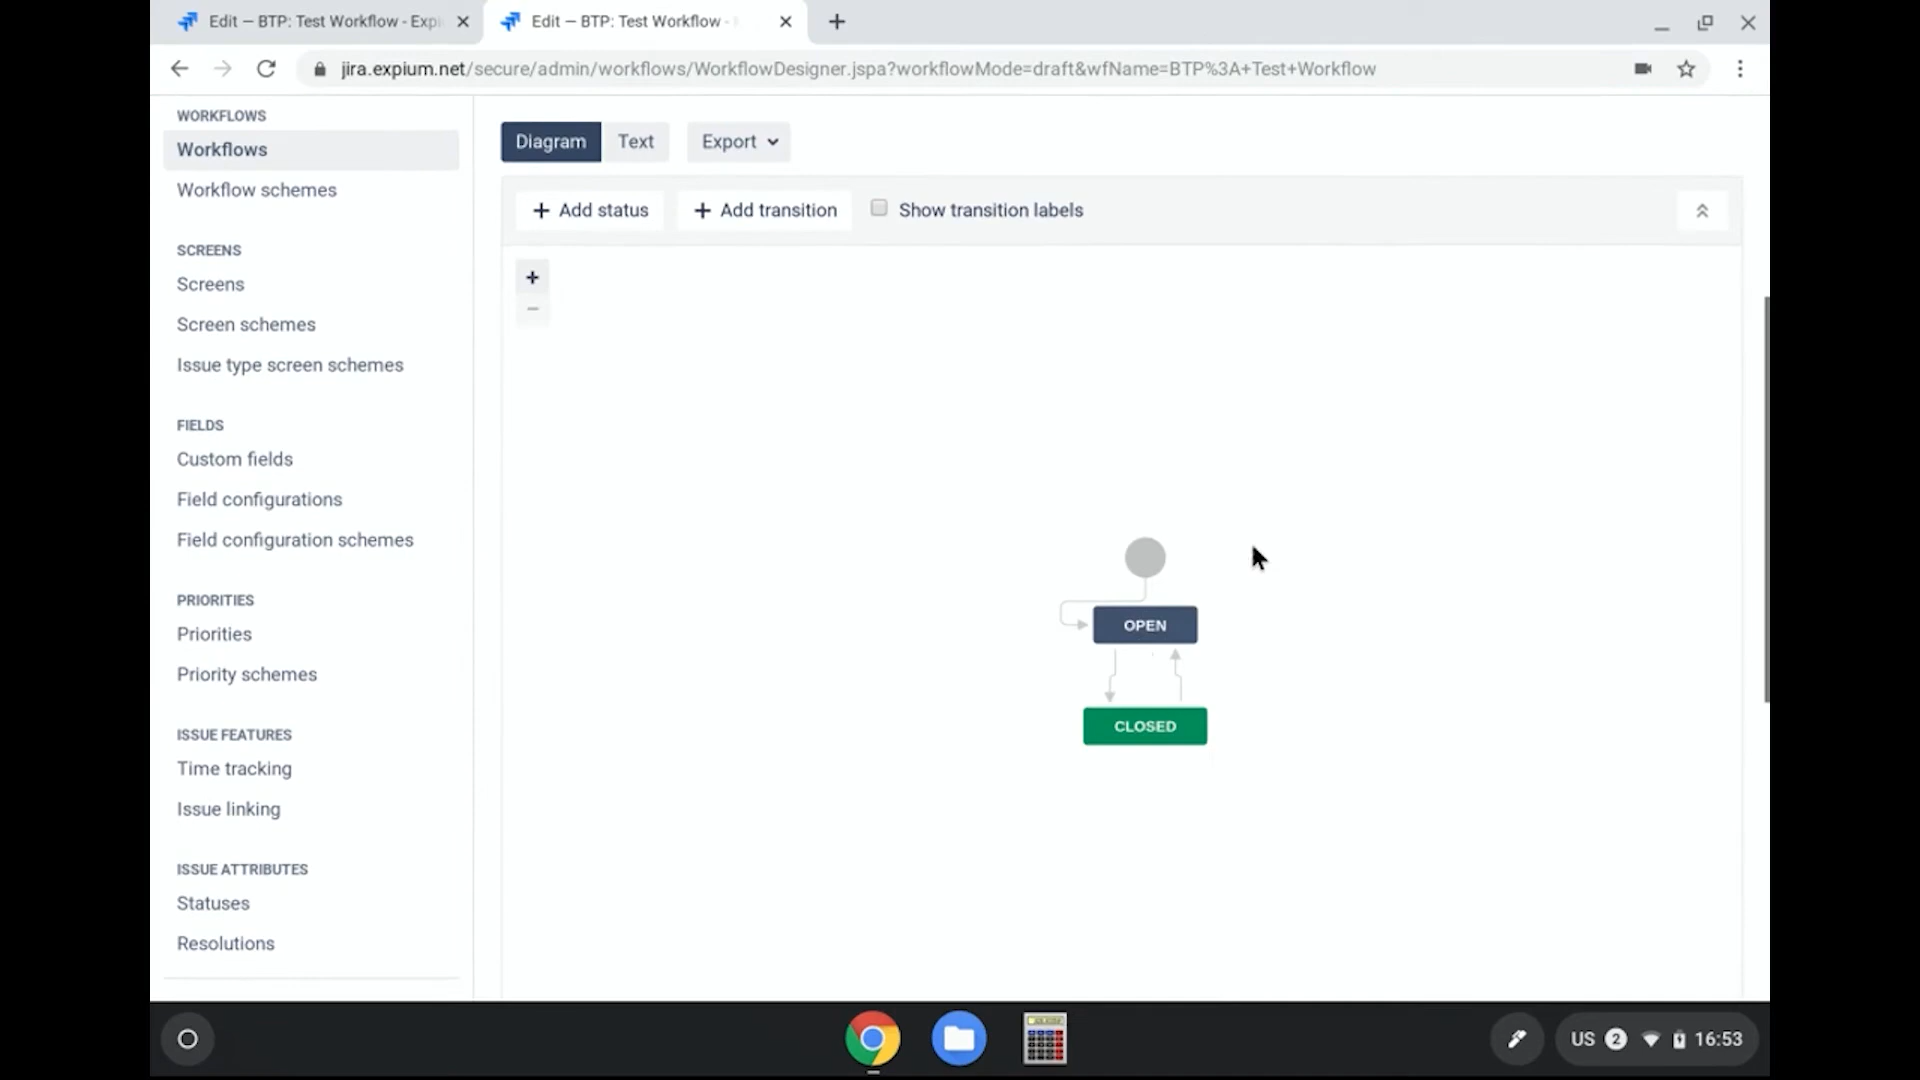 Edit – BTP: Test Workflow - Exp
Edit – BTP: Test Workflow -
jira.expium.net/secure/admin/workflows/WorkflowDesigner.jspa?workflowMode=draft&wfName=BTP%3A+Test+Workflow
WORKFLOWS
Workflows
Workflow schemes
SCREENS
Screens
Screen schemes
Issue type screen schemes
FIELDS
Custom fields
Field configurations
Field configuration schemes
PRIORITIES
Priorities
Priority schemes
ISSUE FEATURES
Time tracking
Issue linking
ISSUE ATTRIBUTES
Statuses
Resolutions
Diagram Text Export
+ Add status + Add transition Show transition labels
+
−
OPEN
CLOSED
US 2 16:53